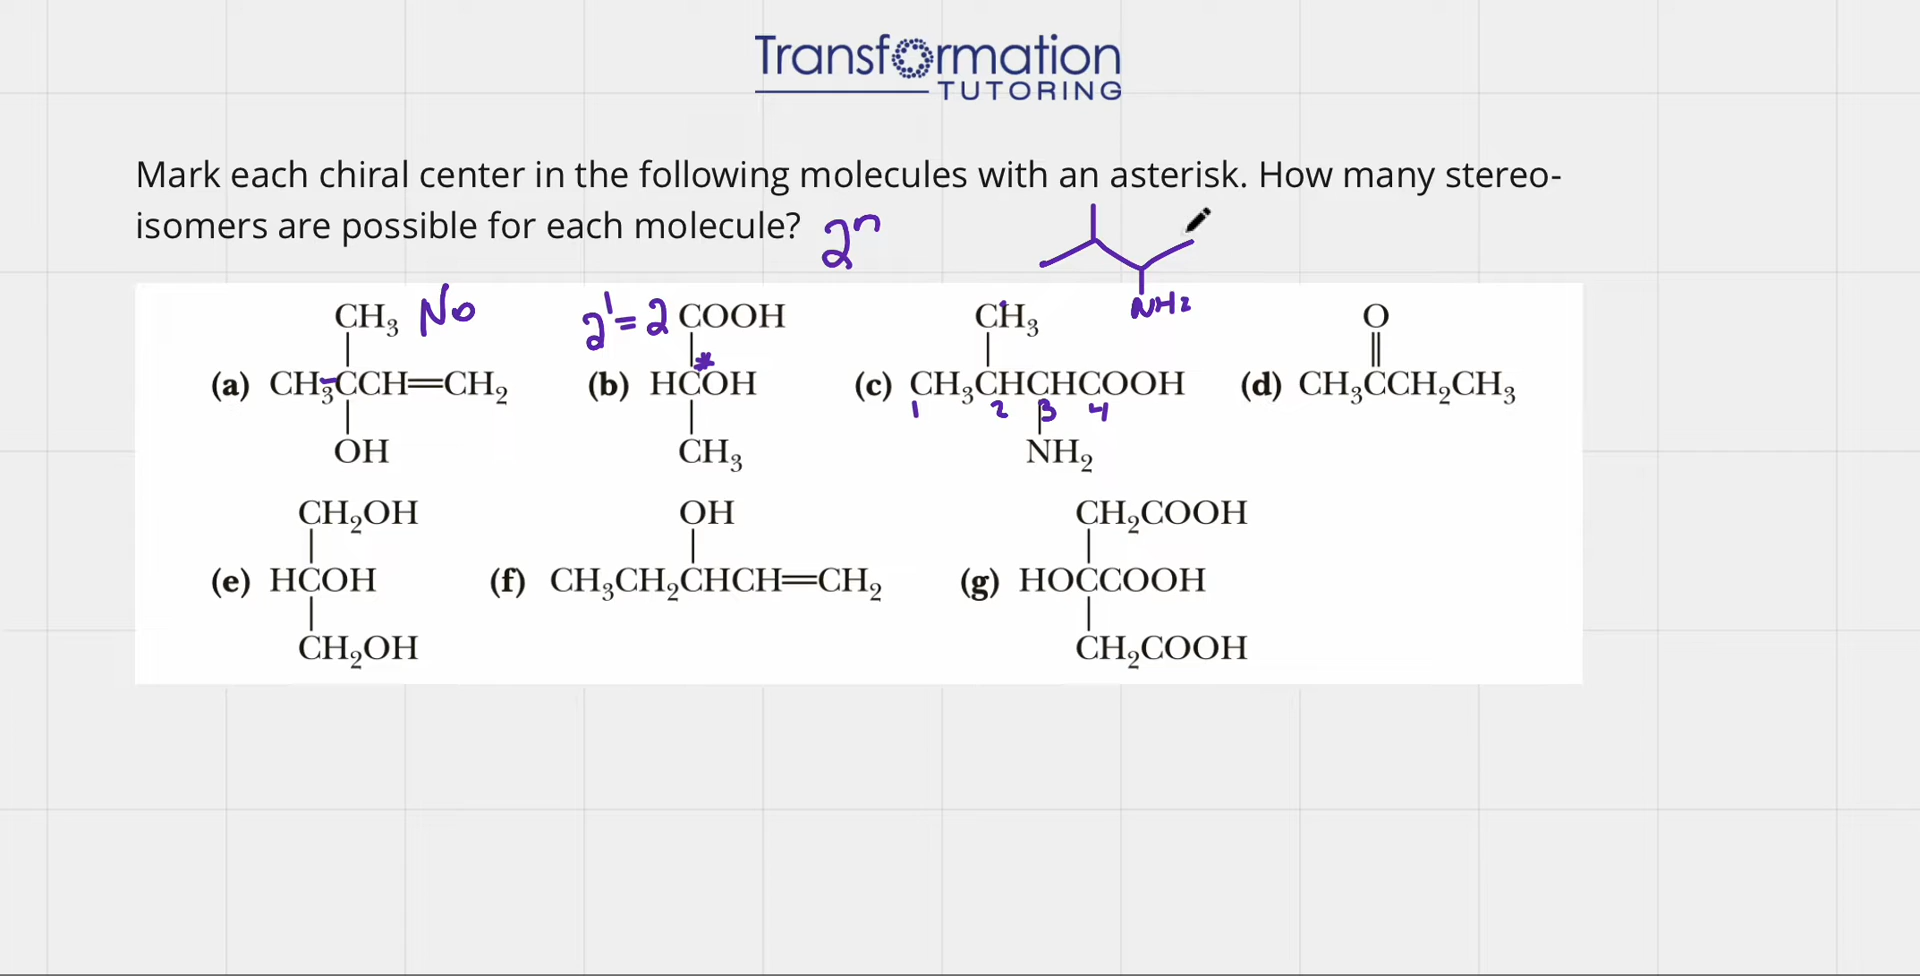 Transformation
TUTORING
Mark each chiral center in the following molecules with an asterisk. How many stereo-
isomers are possible for each molecule? 2ⁿ
NH₂
CH₃ No
(a) CH₃CCH=CH₂
OH
2¹=2 COOH
*
(b) HCOH
CH₃
CH₃
(c) CH₃CHCHCOOH
1 2 3 4
NH₂
O
(d) CH₃CCH₂CH₃
CH₂OH
(e) HCOH
CH₂OH
OH
(f) CH₃CH₂CHCH=CH₂
CH₂COOH
(g) HOCCOOH
CH₂COOH